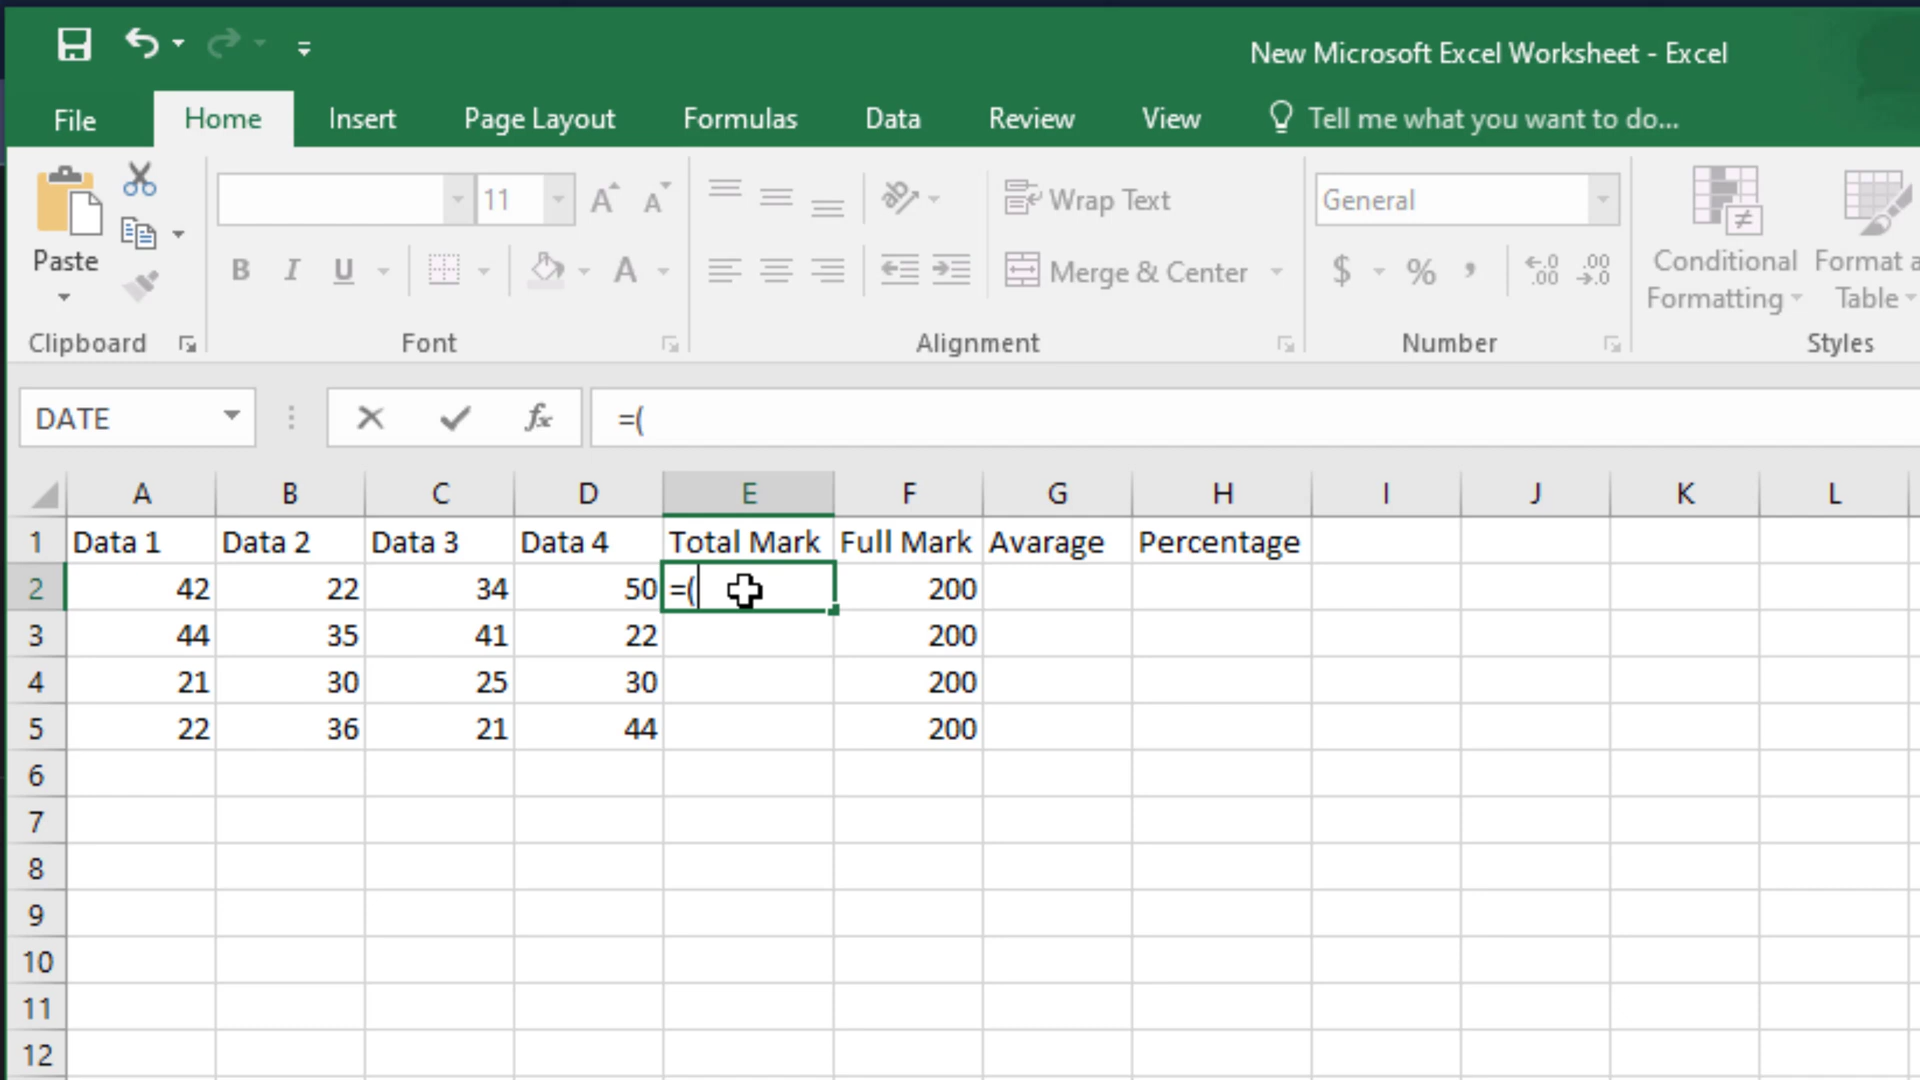 New Microsoft Excel Worksheet - Excel
File Home Insert Page Layout Formulas Data Review View Tell me what you want to do...
11 A A Wrap Text General
Paste B I U A Merge & Center $ % , Conditional Formatting Format a Table
Clipboard Font Alignment Number Styles
DATE fx =(
A B C D E F G H I J K L
1 Data 1 Data 2 Data 3 Data 4 Total Mark Full Mark Avarage Percentage
2 42 22 34 50 =( 200
3 44 35 41 22 200
4 21 30 25 30 200
5 22 36 21 44 200
6
7
8
9
10
11
12